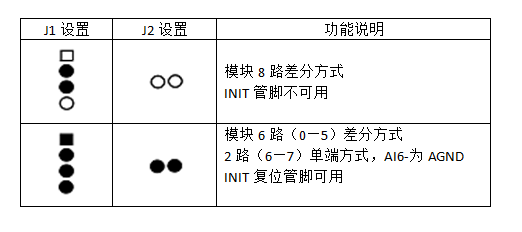 J1 设置
J2 设置
功能说明
模块 8 路差分方式
INIT 管脚不可用
模块 6 路（0—5）差分方式
2 路（6—7）单端方式，AI6-为 AGND
INIT 复位管脚可用